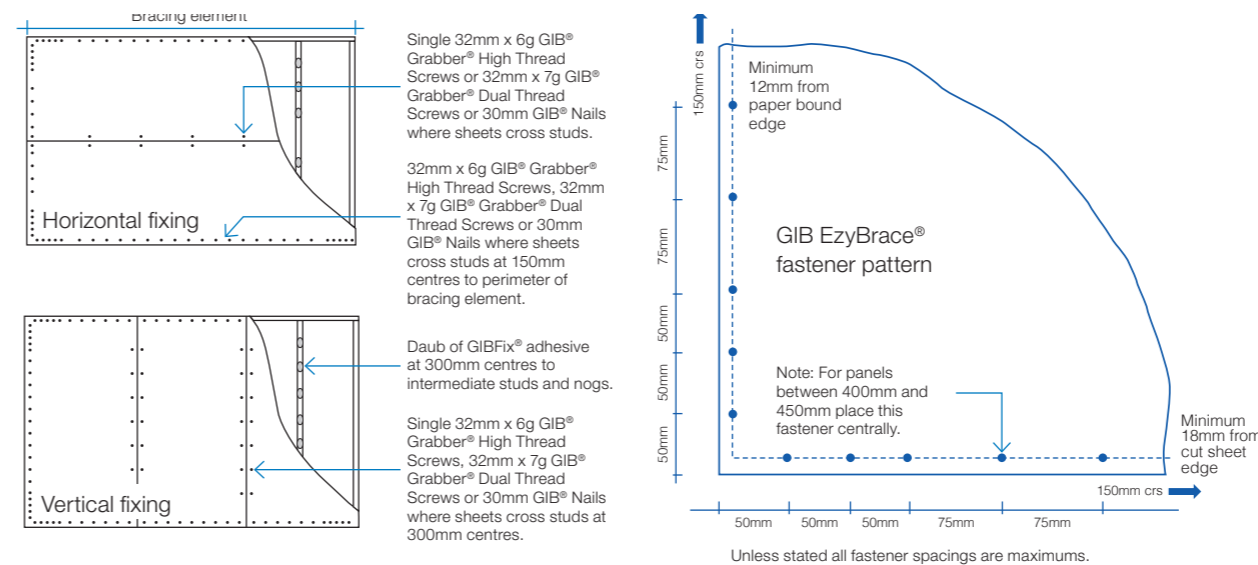 Bracing element
Single 32mm x 6g GIB®
Grabber® High Thread
Screws or 32mm x 7g GIB®
Grabber® Dual Thread
Screws or 30mm GIB® Nails
where sheets cross studs.
32mm x 6g GIB® Grabber®
High Thread Screws, 32mm
x 7g GIB® Grabber® Dual
Thread Screws or 30mm
GIB® Nails where sheets
cross studs at 150mm
centres to perimeter of
bracing element.
Horizontal fixing
Daub of GIBFix® adhesive
at 300mm centres to
intermediate studs and nogs.
Single 32mm x 6g GIB®
Grabber® High Thread
Screws, 32mm x 7g GIB®
Grabber® Dual Thread
Screws or 30mm GIB® Nails
where sheets cross studs at
300mm centres.
Vertical fixing
150mm crs
Minimum
12mm from
paper bound
edge
75mm
75mm
50mm
50mm
50mm
GIB EzyBrace®
fastener pattern
Note: For panels
between 400mm and
450mm place this
fastener centrally.
Minimum
18mm from
cut sheet
edge
150mm crs
50mm
50mm
50mm
75mm
75mm
Unless stated all fastener spacings are maximums.